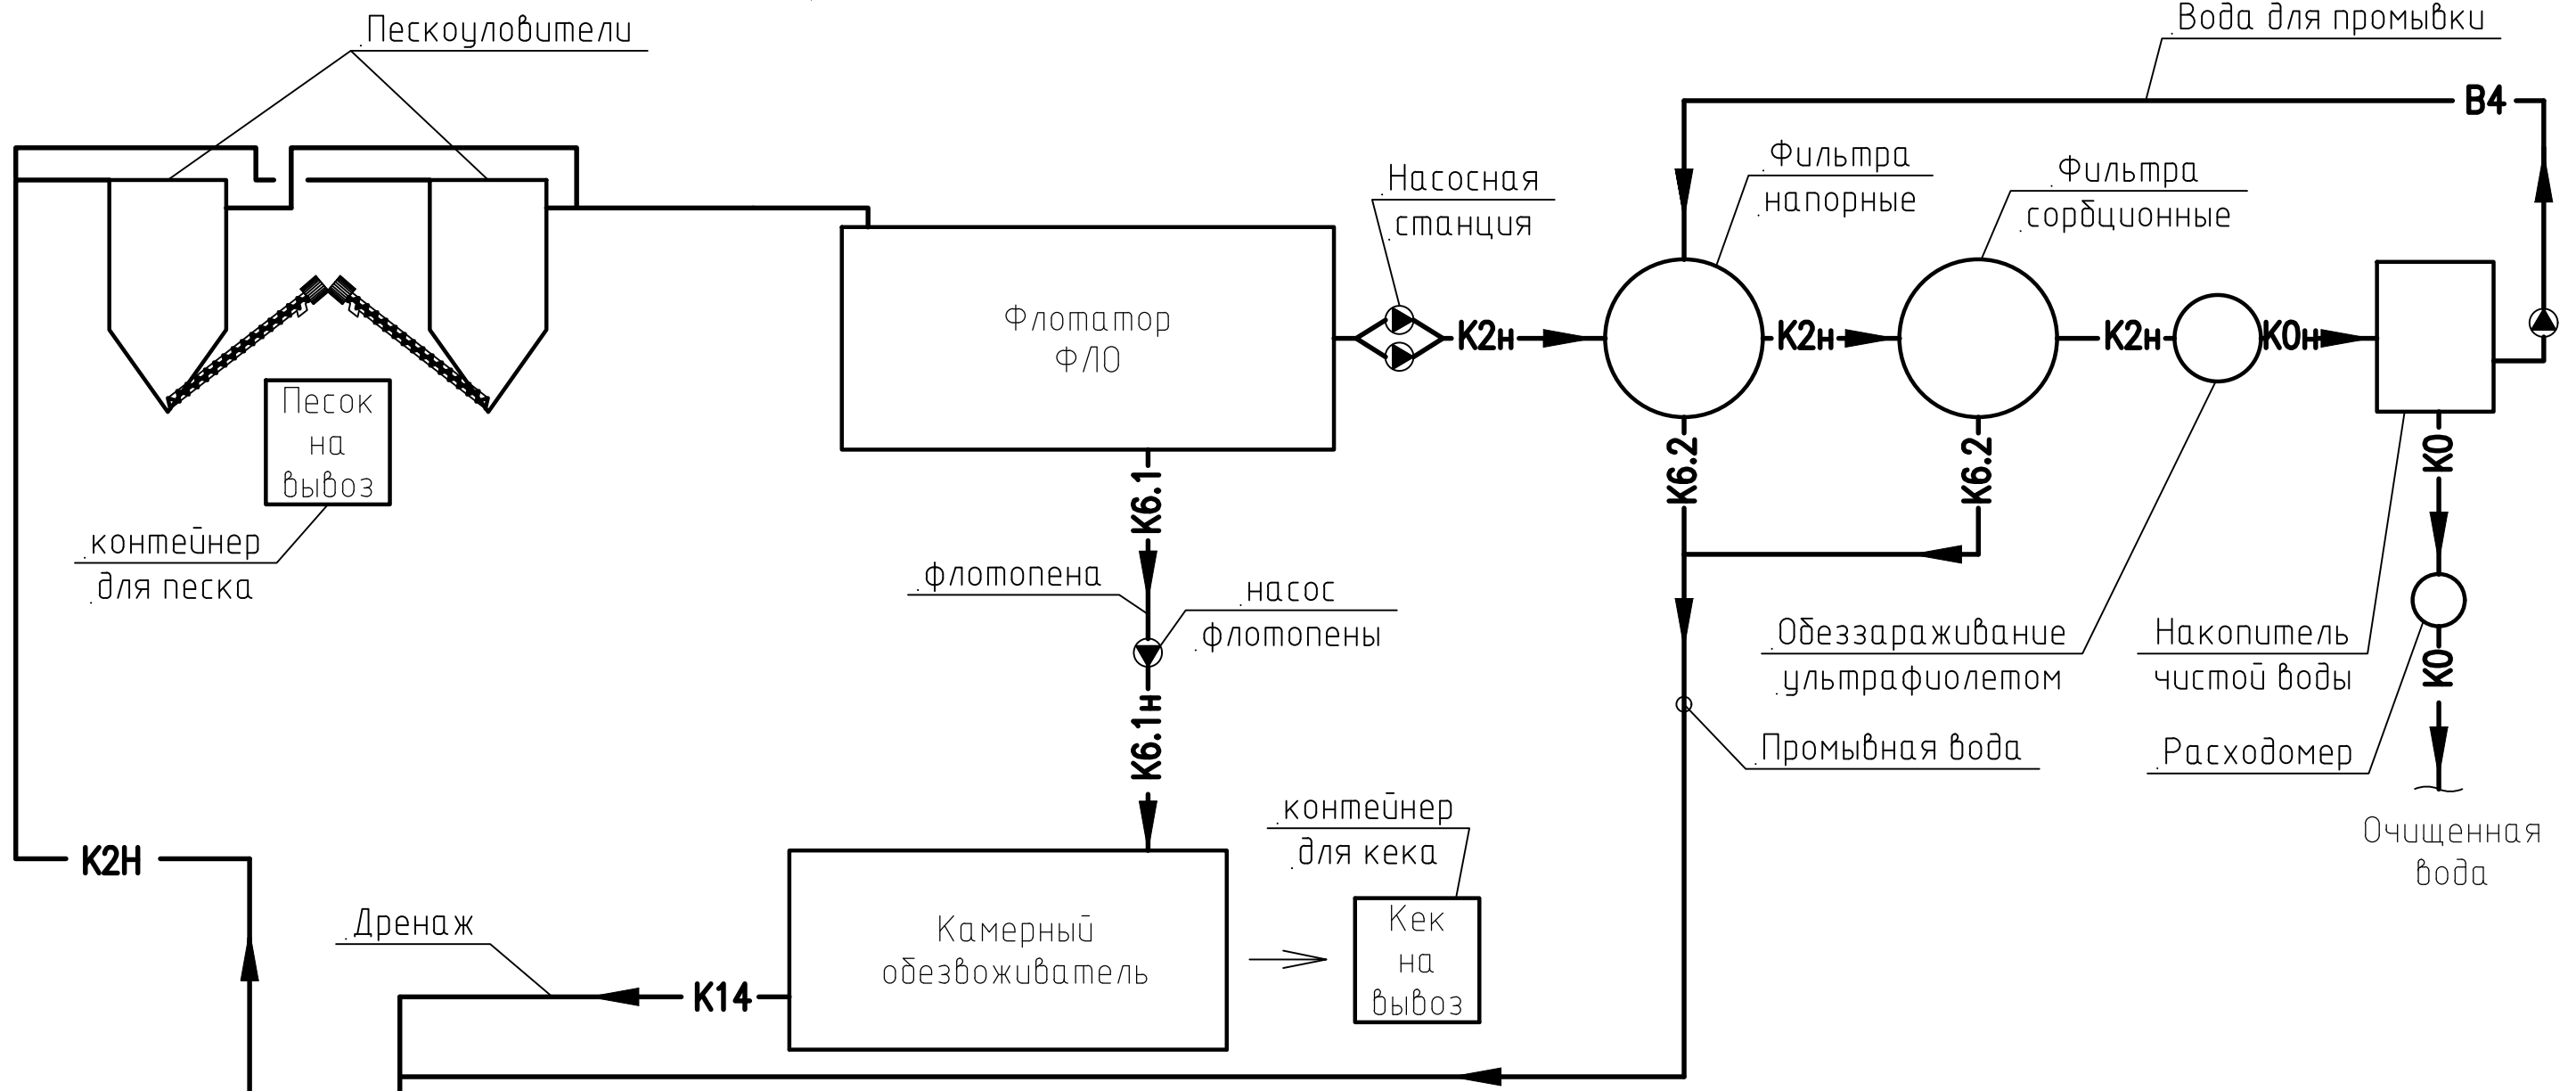 Пескоуловители
Вода для промывки
В4
Насосная
станция
Фильтра
напорные
Фильтра
сорбционные
Флотатор
ФЛО
К2н
К2н
К2н
К0н
Песок
на
вывоз
контейнер
для песка
К6.1
К6.2
К6.2
К0
флотопена
насос
флотопены
Обеззараживание
ультрафиолетом
Накопитель
чистой воды
К0
К6.1н
Промывная вода
Расходомер
Очищенная
вода
К2Н
контейнер
для кека
Дренаж
Камерный
обезвоживатель
Кек
на
вывоз
К14